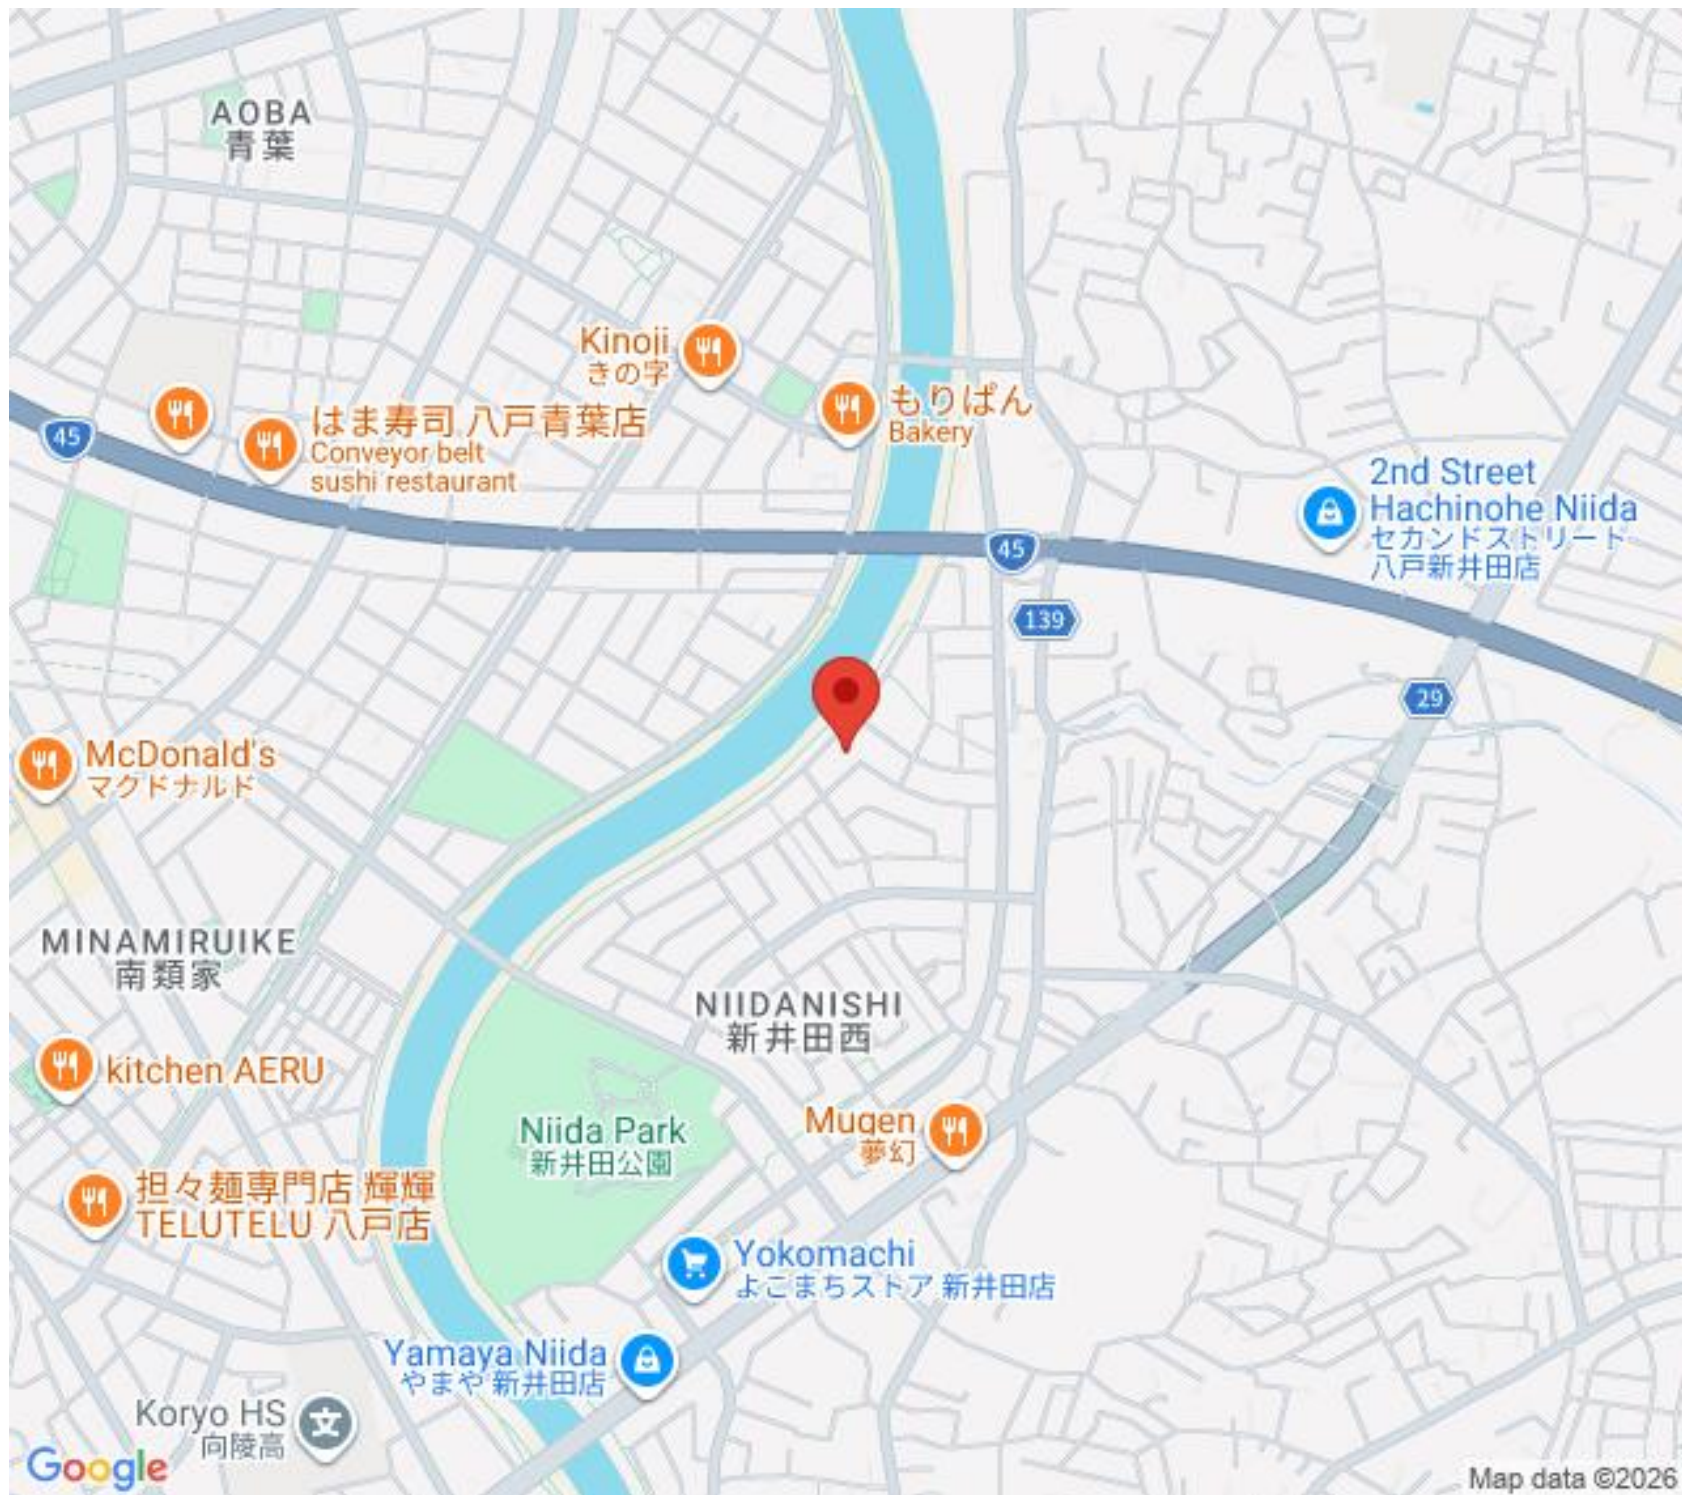 AOBA
青葉
Kinoji
きの字
もりぱん
Bakery
45
はま寿司 八戸青葉店
Conveyor belt
sushi restaurant
2nd Street
Hachinohe Niida
セカンドストリート
八戸新井田店
45
139
29
McDonald's
マクドナルド
MINAMIRUIKE
南類家
NIIDANISHI
新井田西
kitchen AERU
Niida Park
新井田公園
Mugen
夢幻
担々麺専門店 輝輝
TELUTELU 八戸店
Yokomachi
よこまちストア 新井田店
Yamaya Niida
やまや 新井田店
Koryo HS
向陵高
文
Google
Map data ©2026